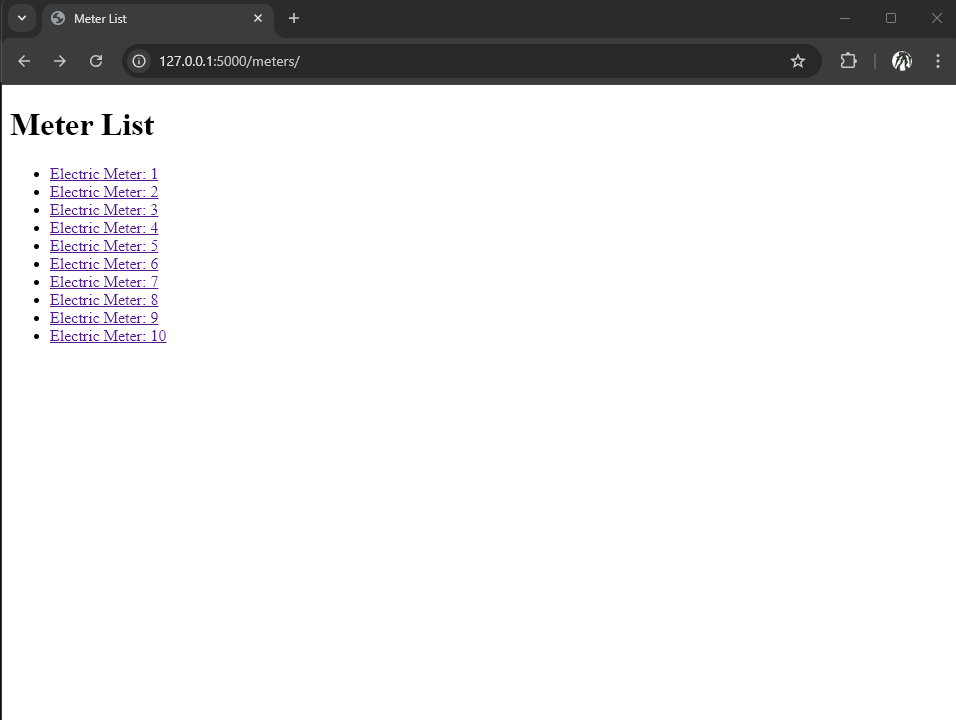 Meter List
127.0.0.1:5000/meters/
Meter List
Electric Meter: 1
Electric Meter: 2
Electric Meter: 3
Electric Meter: 4
Electric Meter: 5
Electric Meter: 6
Electric Meter: 7
Electric Meter: 8
Electric Meter: 9
Electric Meter: 10